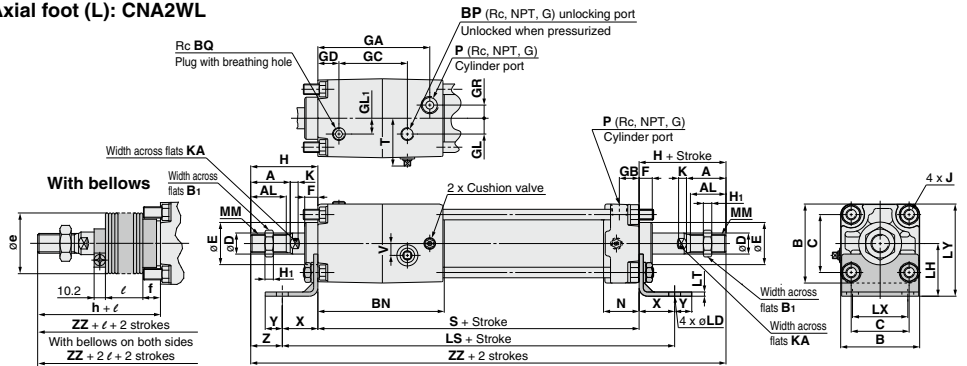 Axial foot (L): CNA2WL
BP (Rc, NPT, G) unlocking port
Unlocked when pressurized
GA
Rc BQ
Plug with breathing hole
GD
GC
P (Rc, NPT, G)
Cylinder port
GL1
GR
T
GL
P (Rc, NPT, G)
Cylinder port
Width across flats KA
H
H + Stroke
A
K
GB
F
K
A
4 x J
With bellows
Width across
flats B1
AL
F
2 x Cushion valve
AL
H1
MM
MM
øe
øE
øD
V
øD
øE
B
C
LH
LY
H1
LT
10.2
ℓ
f
BN
N
X
Y
Width across
flats B1
LX
h + ℓ
Y
X
S + Stroke
4 x øLD
C
ZZ + ℓ + 2 strokes
Z
LS + Stroke
Width across
flats KA
B
With bellows on both sides
ZZ + 2 ℓ + 2 strokes
ZZ + 2 strokes